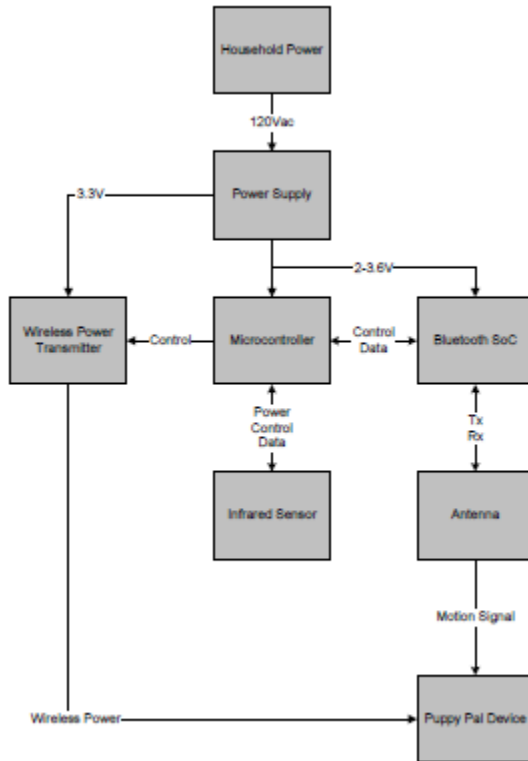 Household Power
120Vac
3.3V
Power Supply
2-3.6V
Wireless Power
Transmitter
Control
Microcontroller
Control
Data
Bluetooth SoC
Power
Control
Data
Tx
Rx
Infrared Sensor
Antenna
Motion Signal
Wireless Power
Puppy Pal Device